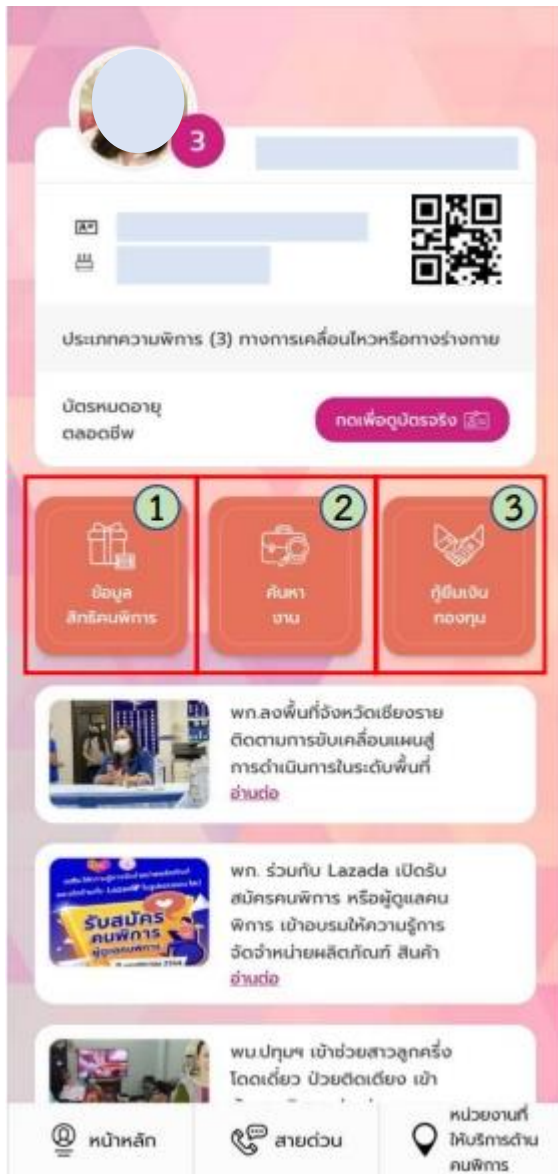 3
ประเภทความพิการ (3) ทางการเคลื่อนไหวหรือทางร่างกาย
บัตรหมดอายุ
ตลอดชีพ
กดเพื่อดูบัตรจริง
1
ข้อมูล
สิทธิคนพิการ
2
ค้นหา
งาน
3
กู้ยืมเงิน
กองทุน
พก.ลงพื้นที่จังหวัดเชียงราย
ติดตามการขับเคลื่อนแผนสู่
การดำเนินการในระดับพื้นที่
อ่านต่อ
รับสมัคร
คนพิการ
พก. ร่วมกับ Lazada เปิดรับ
สมัครคนพิการ หรือผู้ดูแลคน
พิการ เข้าอบรมให้ความรู้การ
จัดจำหน่ายผลิตภัณฑ์ สินค้า
อ่านต่อ
พม.ปทุมฯ เข้าช่วยสาวลูกครึ่ง
โดดเดี่ยว ป่วยติดเตียง เข้า
หน้าหลัก
สายด่วน
หน่วยงานที่
ให้บริการด้าน
คนพิการ